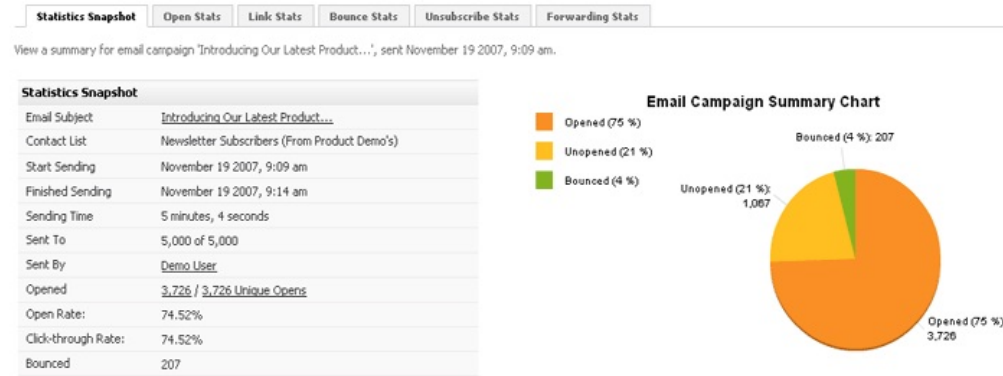 Statistics Snapshot Open Stats Link Stats Bounce Stats Unsubscribe Stats Forwarding Stats
View a summary for email campaign 'Introducing Our Latest Product...', sent November 19 2007, 9:09 am.
Statistics Snapshot
Email Subject Introducing Our Latest Product...
Contact List Newsletter Subscribers (From Product Demo's)
Start Sending November 19 2007, 9:09 am
Finished Sending November 19 2007, 9:14 am
Sending Time 5 minutes, 4 seconds
Sent To 5,000 of 5,000
Sent By Demo User
Opened 3,726 / 3,726 Unique Opens
Open Rate: 74.52%
Click-through Rate: 74.52%
Bounced 207
Email Campaign Summary Chart
Opened (75 %)
Unopened (21 %)
Bounced (4 %)
Bounced (4 %): 207
Unopened (21 %):
1,067
Opened (75 %)
3,726